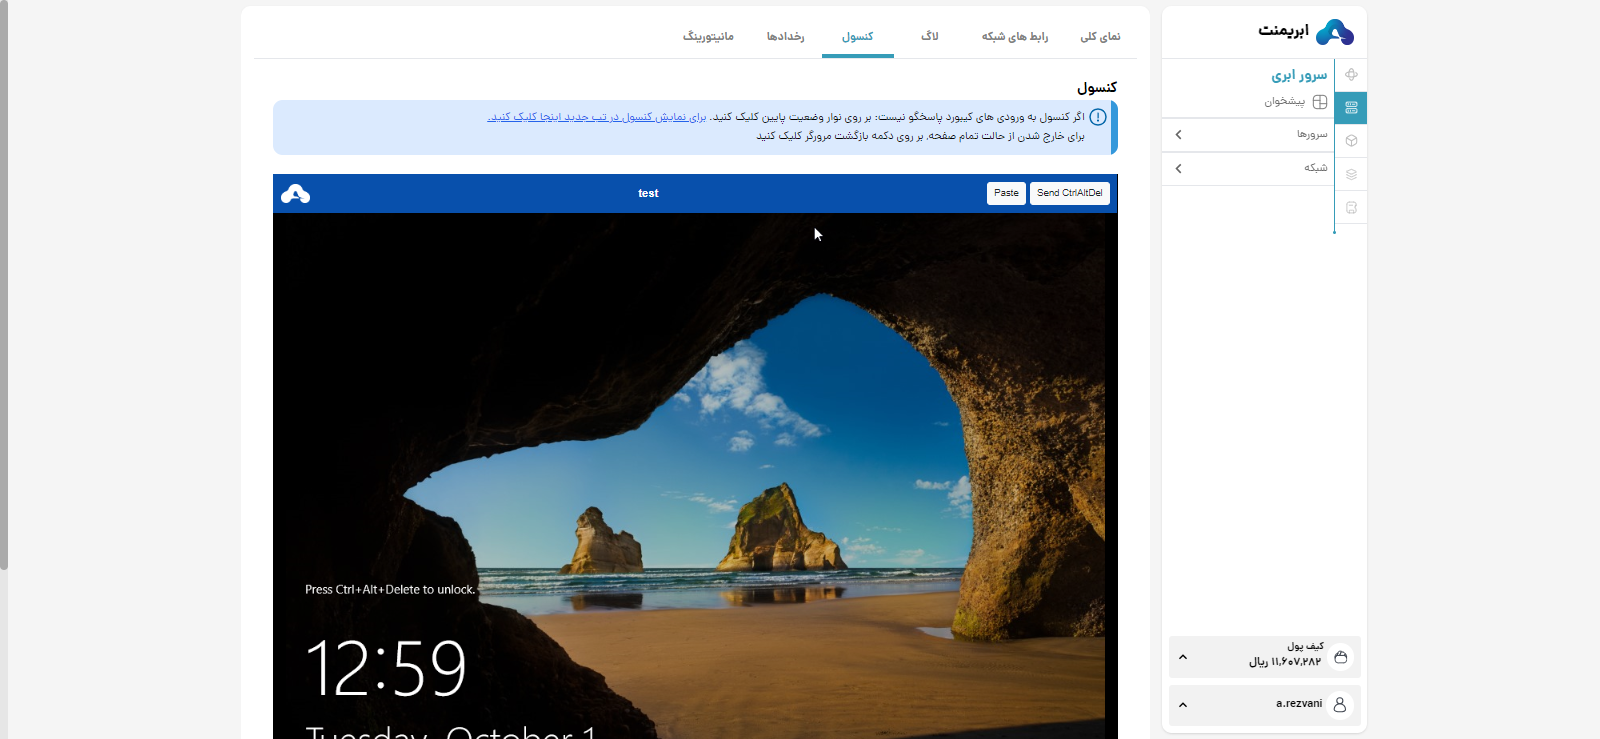 ابریمنت
سرور ابری
پیشخوان
سرورها
شبکه
کیف پول
۱۱,۶۰۷,۲۸۲ ریال
a.rezvani
نمای کلی
رابط های شبکه
لاگ
کنسول
رخدادها
مانیتورینگ
کنسول
اگر کنسول به ورودی های کیبورد پاسخگو نیست: بر روی نوار وضعیت پایین کلیک کنید. برای نمایش کنسول در تب جدید اینجا کلیک کنید.
برای خارج شدن از حالت تمام صفحه، بر روی دکمه بازگشت مرورگر کلیک کنید
test
Paste
Send CtrlAltDel
Press Ctrl+Alt+Delete to unlock.
12:59
Tuesday, October 1